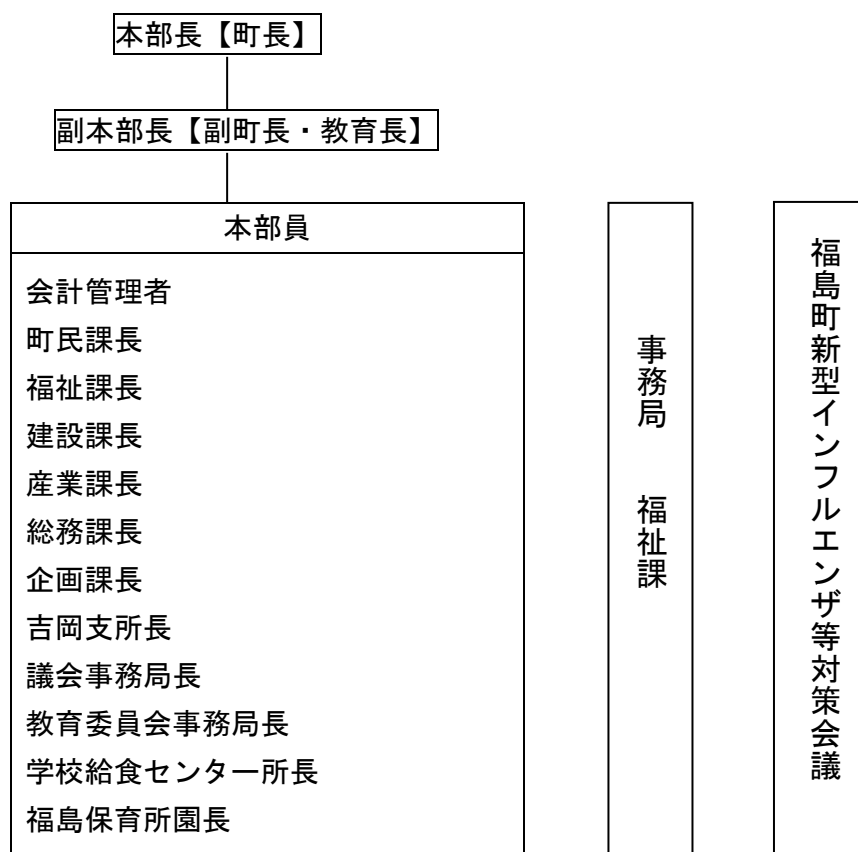 本部長【町長】
副本部長【副町長・教育長】
本部員
会計管理者
町民課長
福祉課長
建設課長
産業課長
総務課長
企画課長
吉岡支所長
議会事務局長
教育委員会事務局長
学校給食センター所長
福島保育所園長
事務局　福祉課
福島町新型インフルエンザ等対策会議